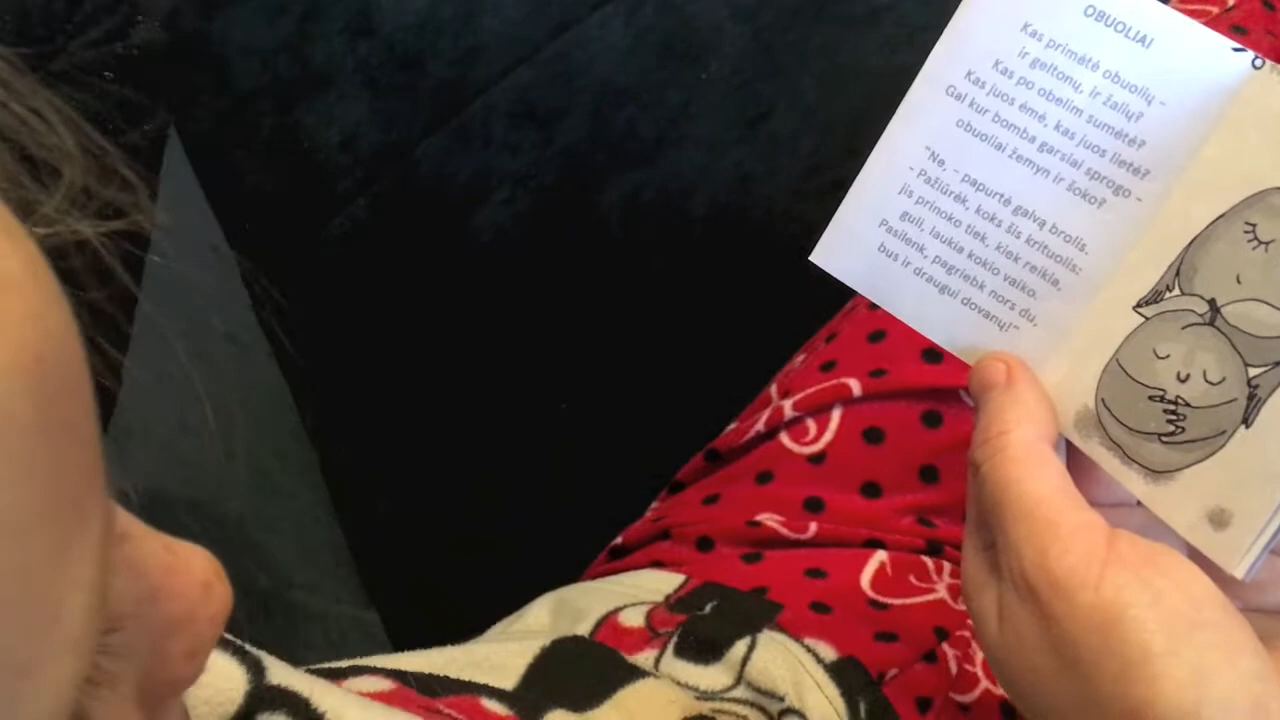 OBUOLIAI
Kas primėtė obuolių –
ir geltonų, ir žalių?
Kas po obelim sumėtė?
Kas juos ėmė, kas juos lietė?
Gal kur bomba garsiai sprogo –
obuoliai žemyn ir šoko?
"Ne, – papurtė galvą brolis.
– Pažiūrėk, koks šis krituolis:
jis prinoko tiek, kiek reikia,
guli, laukia kokio vaiko.
Pasilenk, pagriebk nors du,
bus ir draugui dovanų!"